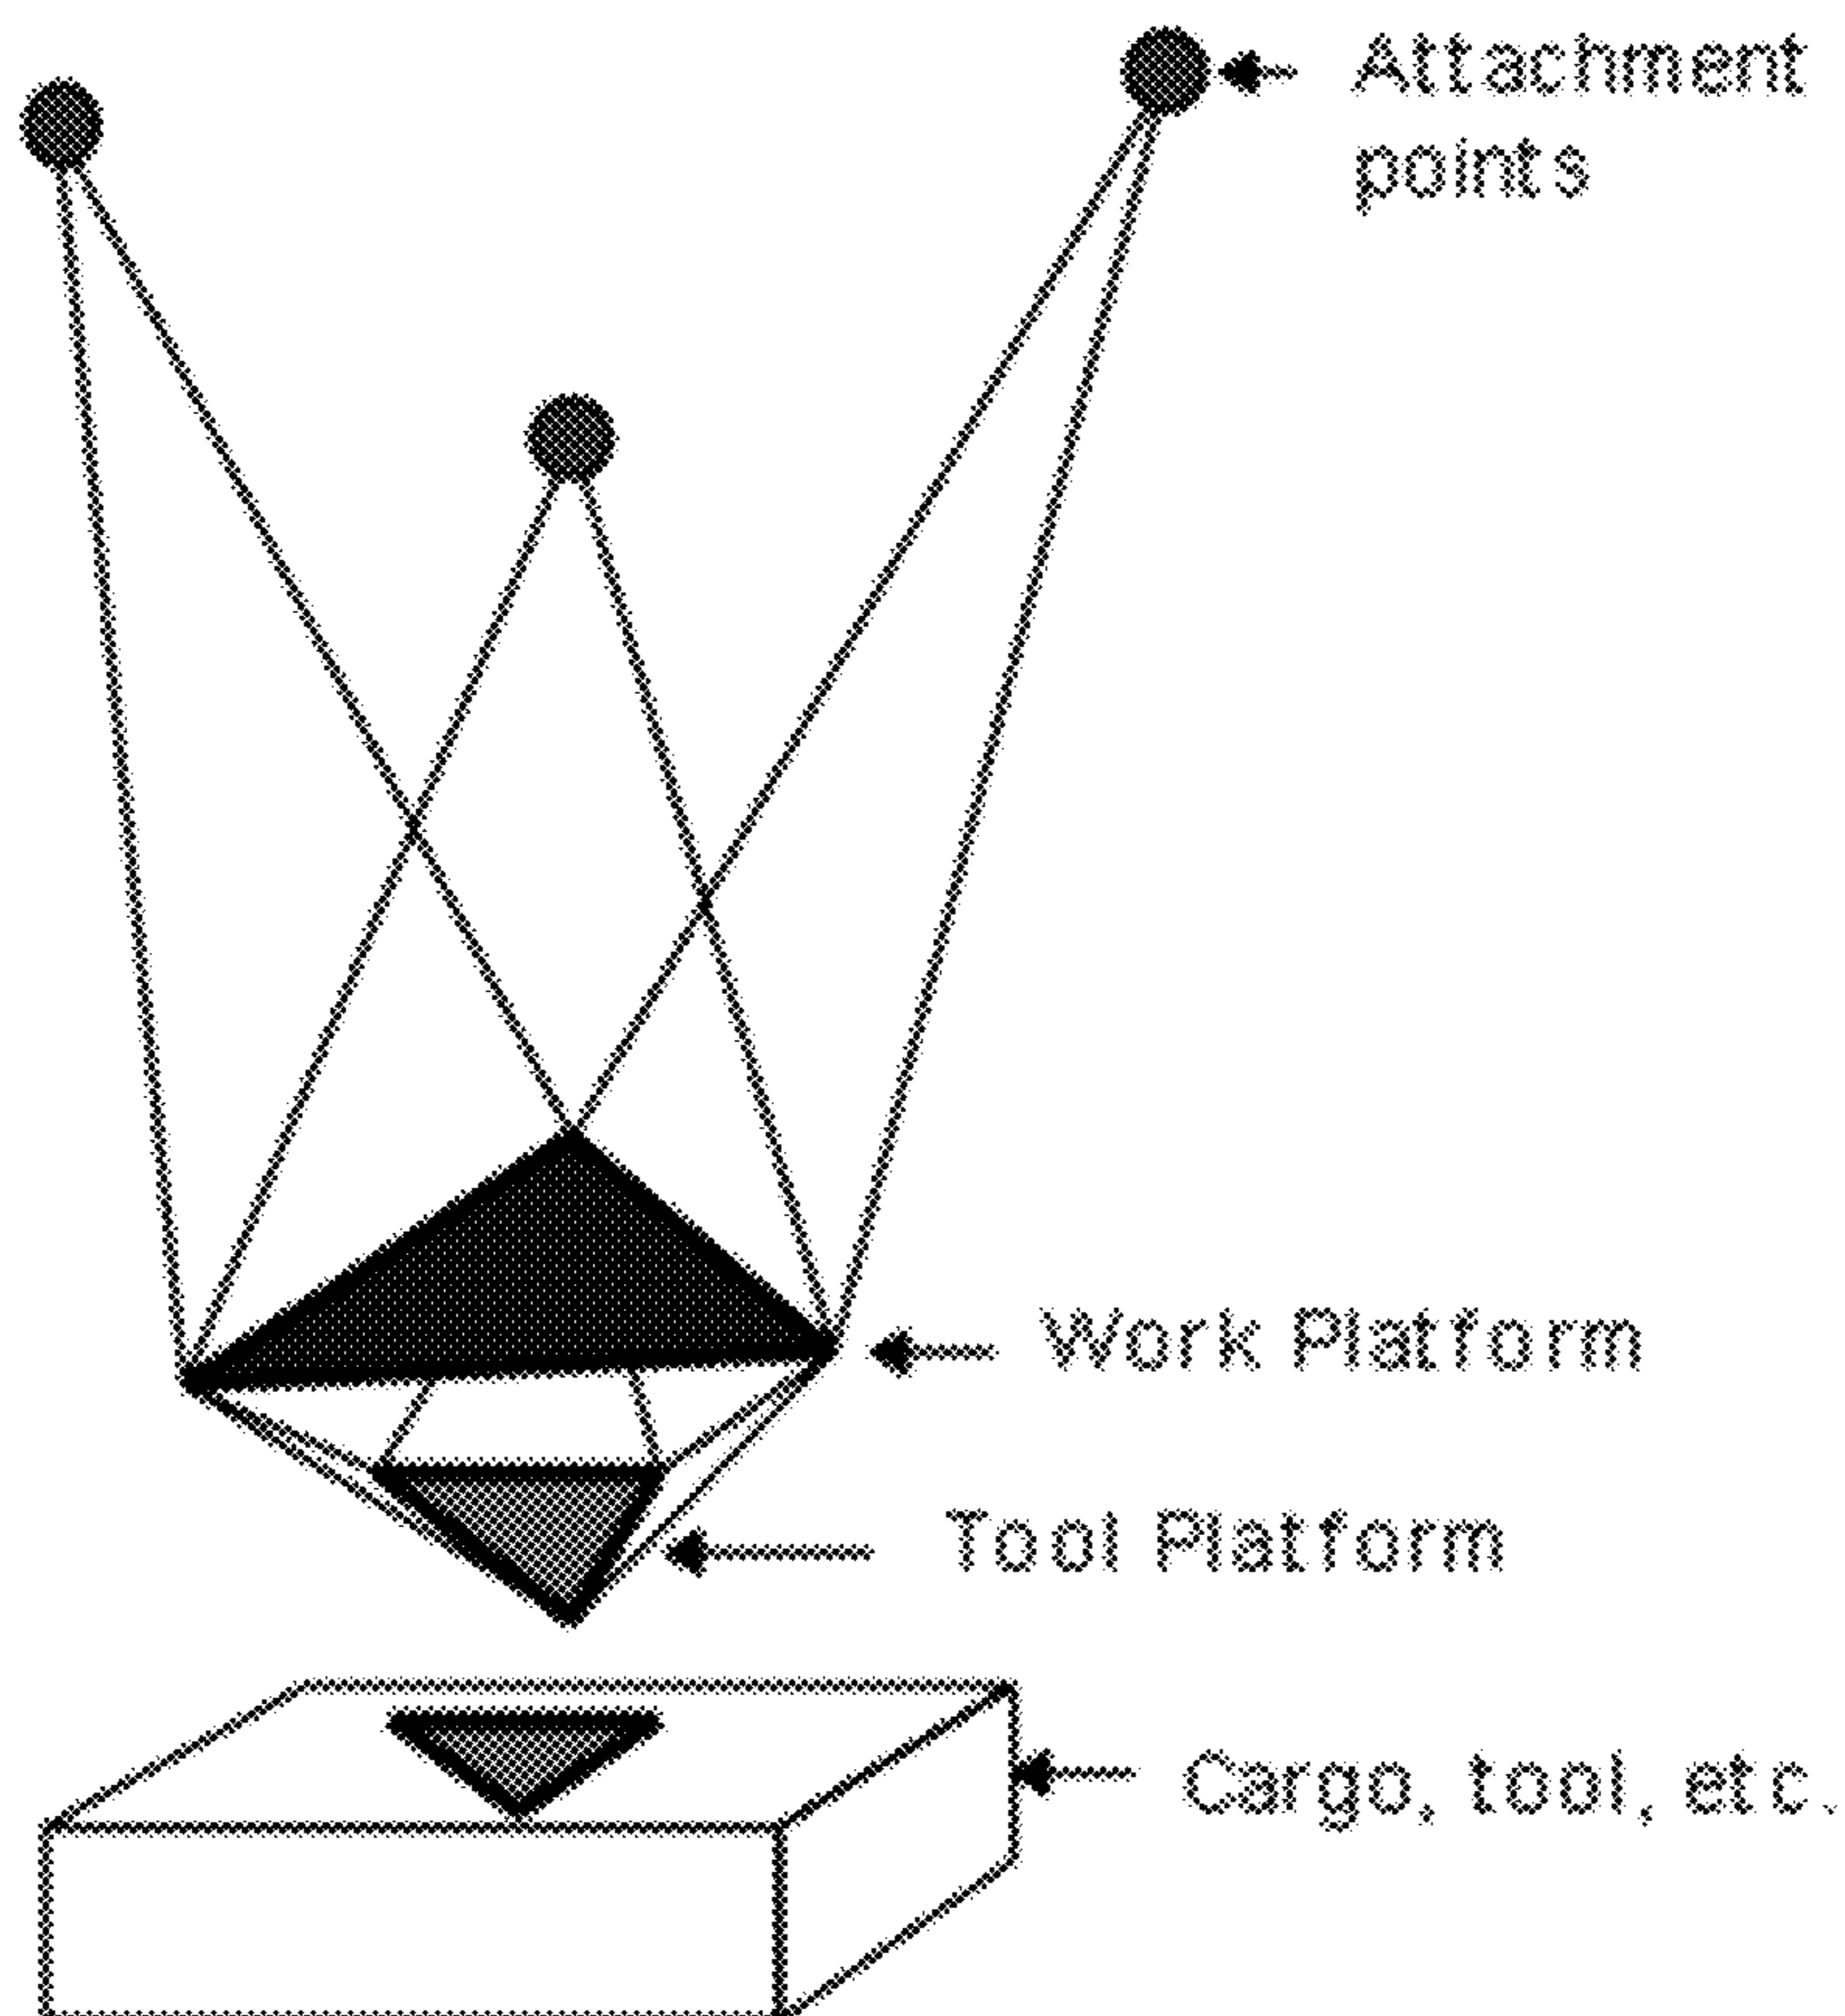 Attachment
points
Work Platform
Tool Platform
Cargo, tool, etc.